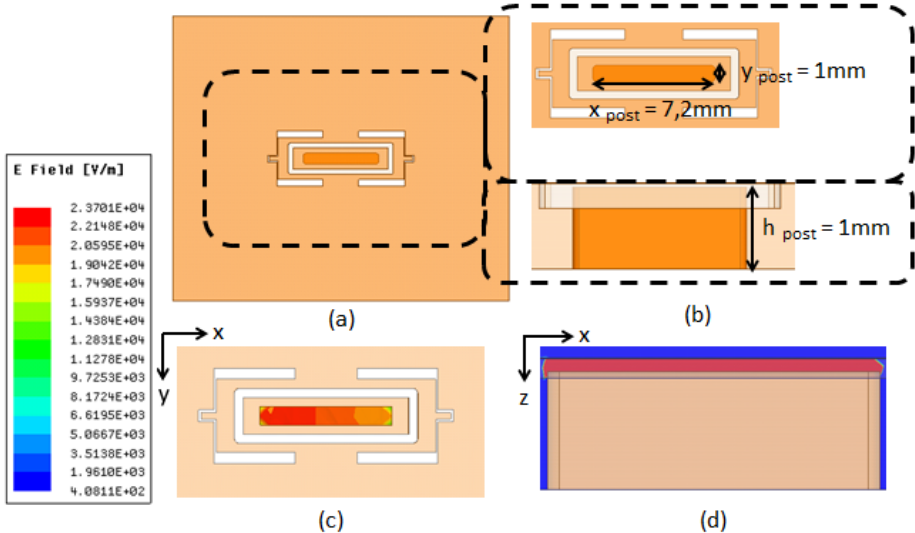 y post = 1mm
x post = 7,2mm
E Field [V/m]
2.3701E+04
2.2148E+04
2.0595E+04
1.9042E+04
1.7490E+04
1.5937E+04
1.4384E+04
1.2831E+04
1.1278E+04
9.7253E+03
8.1724E+03
6.6195E+03
5.0667E+03
3.5138E+03
1.9610E+03
4.0811E+02
h post = 1mm
(a)
(b)
x
y
x
z
(c)
(d)